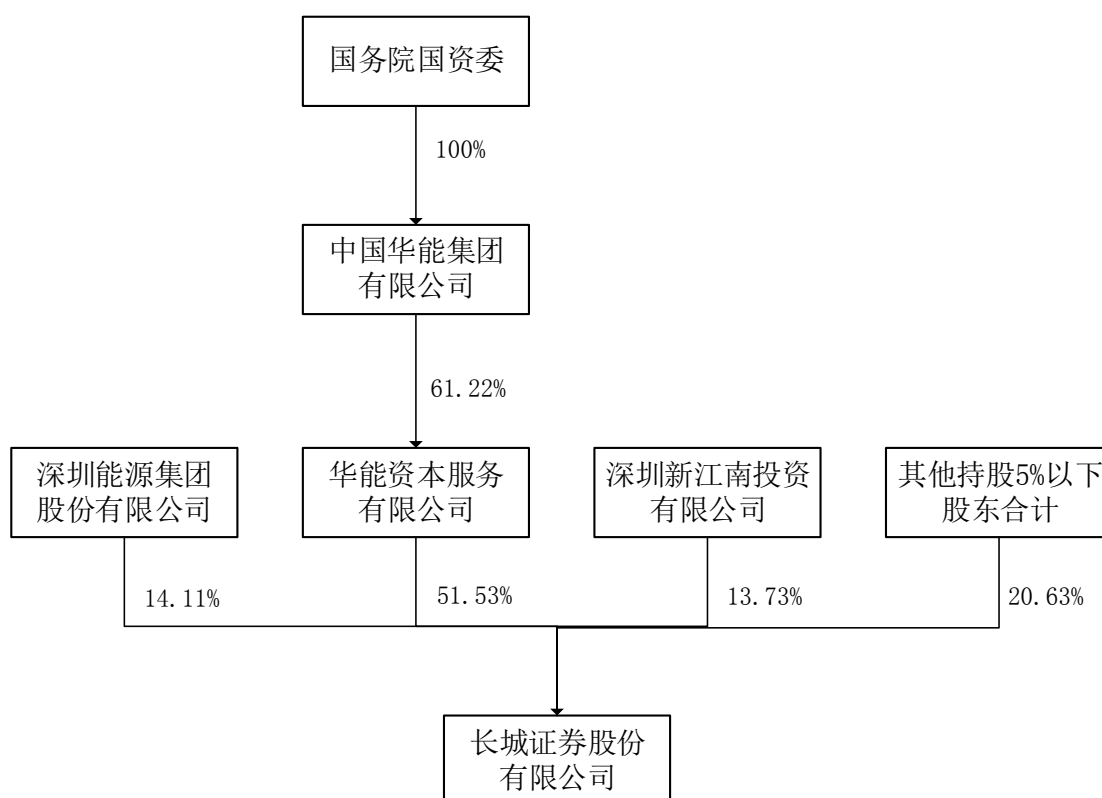 国务院国资委
100%
中国华能集团
有限公司
61.22%
深圳能源集团
股份有限公司
华能资本服务
有限公司
深圳新江南投资
有限公司
其他持股5%以下
股东合计
14.11%
51.53%
13.73%
20.63%
长城证券股份
有限公司